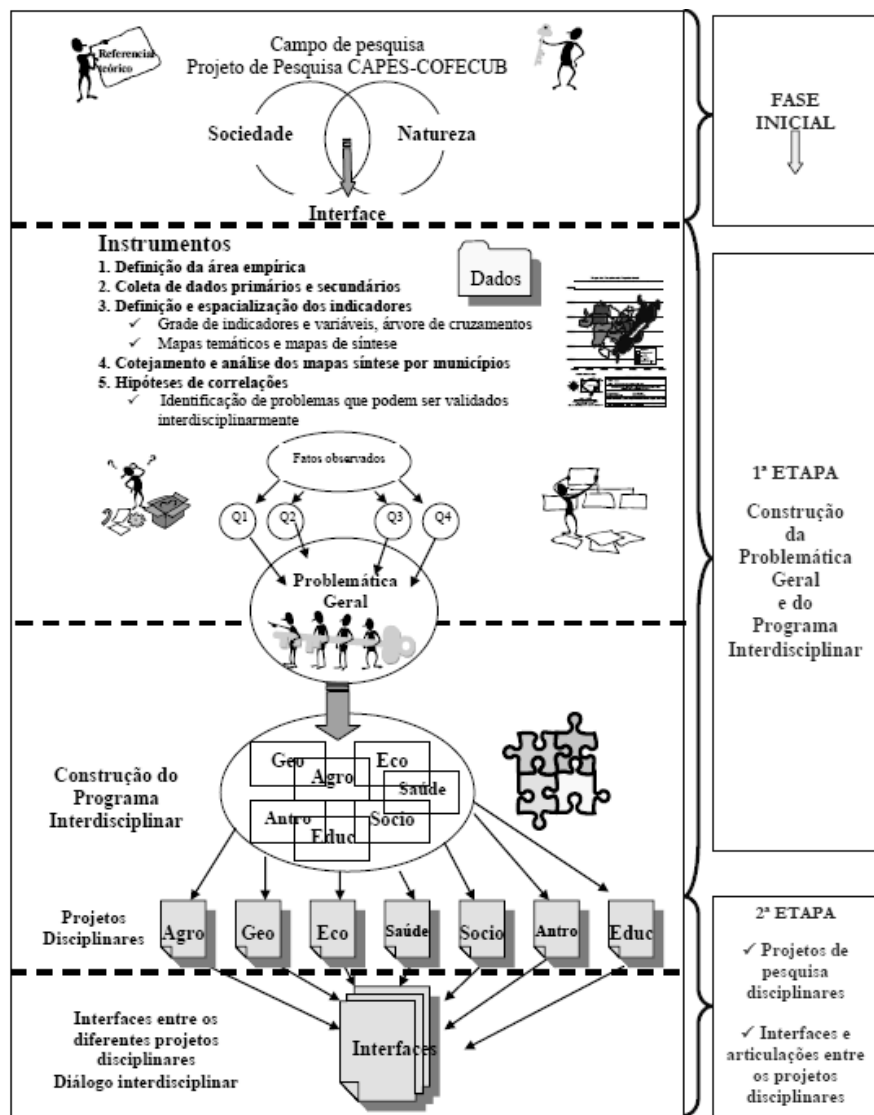 Referencial
teórico
Campo de pesquisa
Projeto de Pesquisa CAPES-COFECUB
Sociedade
Natureza
Interface
FASE
INICIAL
Instrumentos
1. Definição da área empírica
2. Coleta de dados primários e secundários
3. Definição e espacialização dos indicadores
✓ Grade de indicadores e variáveis, árvore de cruzamentos
✓ Mapas temáticos e mapas de síntese
4. Cotejamento e análise dos mapas síntese por municípios
5. Hipóteses de correlações
✓ Identificação de problemas que podem ser validados
interdisciplinarmente
Dados
Fatos observados
Q1
Q2
Q3
Q4
Problemática
Geral
1ª ETAPA
Construção
da
Problemática
Geral
e do
Programa
Interdisciplinar
Construção do
Programa
Interdisciplinar
Geo
Eco
Agro
Saúde
Antro
Socio
Educ
Projetos
Disciplinares
Agro
Geo
Eco
Saúde
Socio
Antro
Educ
2ª ETAPA
✓ Projetos de
pesquisa
disciplinares
✓ Interfaces e
articulações entre
os projetos
disciplinares
Interfaces entre os
diferentes projetos
disciplinares
Diálogo interdisciplinar
Interfaces